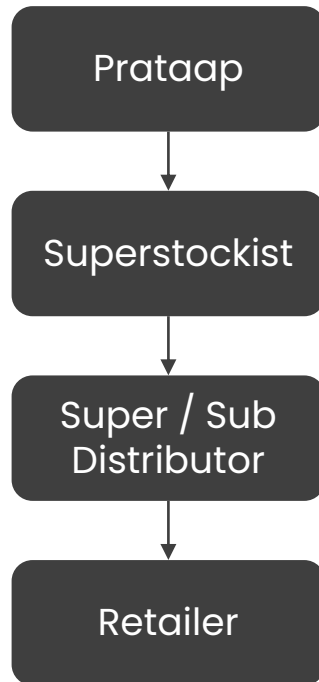 Prataap
Superstockist
Super / Sub
Distributor
Retailer